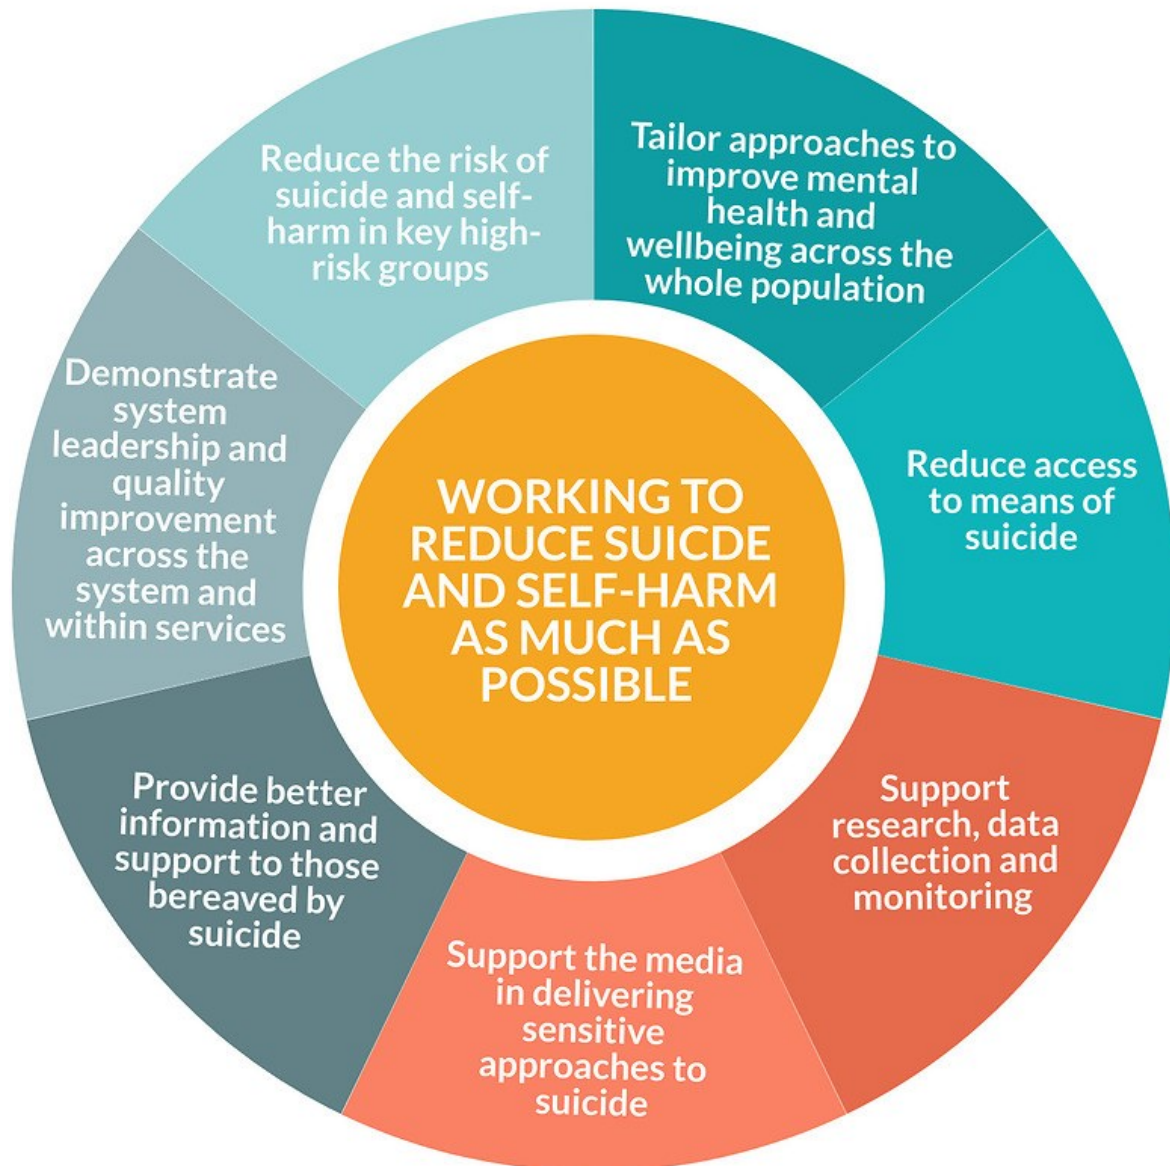 Tailor approaches to
improve mental
health and
wellbeing across the
whole population
Reduce access
to means of
suicide
Support
research, data
collection and
monitoring
Support the media
in delivering
sensitive
approaches to
suicide
Provide better
information and
support to those
bereaved by
suicide
Demonstrate
system
leadership and
quality
improvement
across the
system and
within services
Reduce the risk of
suicide and self-
harm in key high-
risk groups
WORKING TO
REDUCE SUICDE
AND SELF-HARM
AS MUCH AS
POSSIBLE